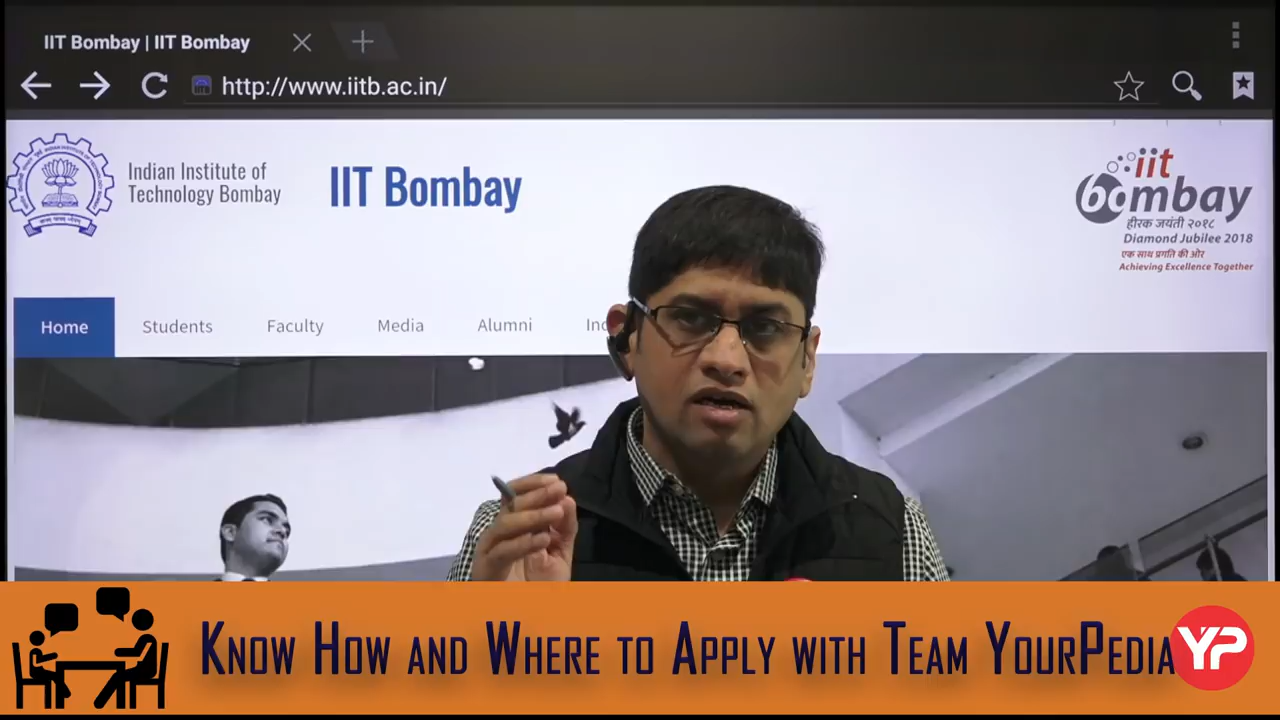 IIT Bombay | IIT Bombay
http://www.iitb.ac.in/
Indian Institute of
Technology Bombay
IIT Bombay
iit
bombay
हीरक जयंती २०१८
Diamond Jubilee 2018
एक साथ प्रगति की ओर
Achieving Excellence Together
Home
Students
Faculty
Media
Alumni
KNOW HOW AND WHERE TO APPLY WITH TEAM YOURPEDIA
YP